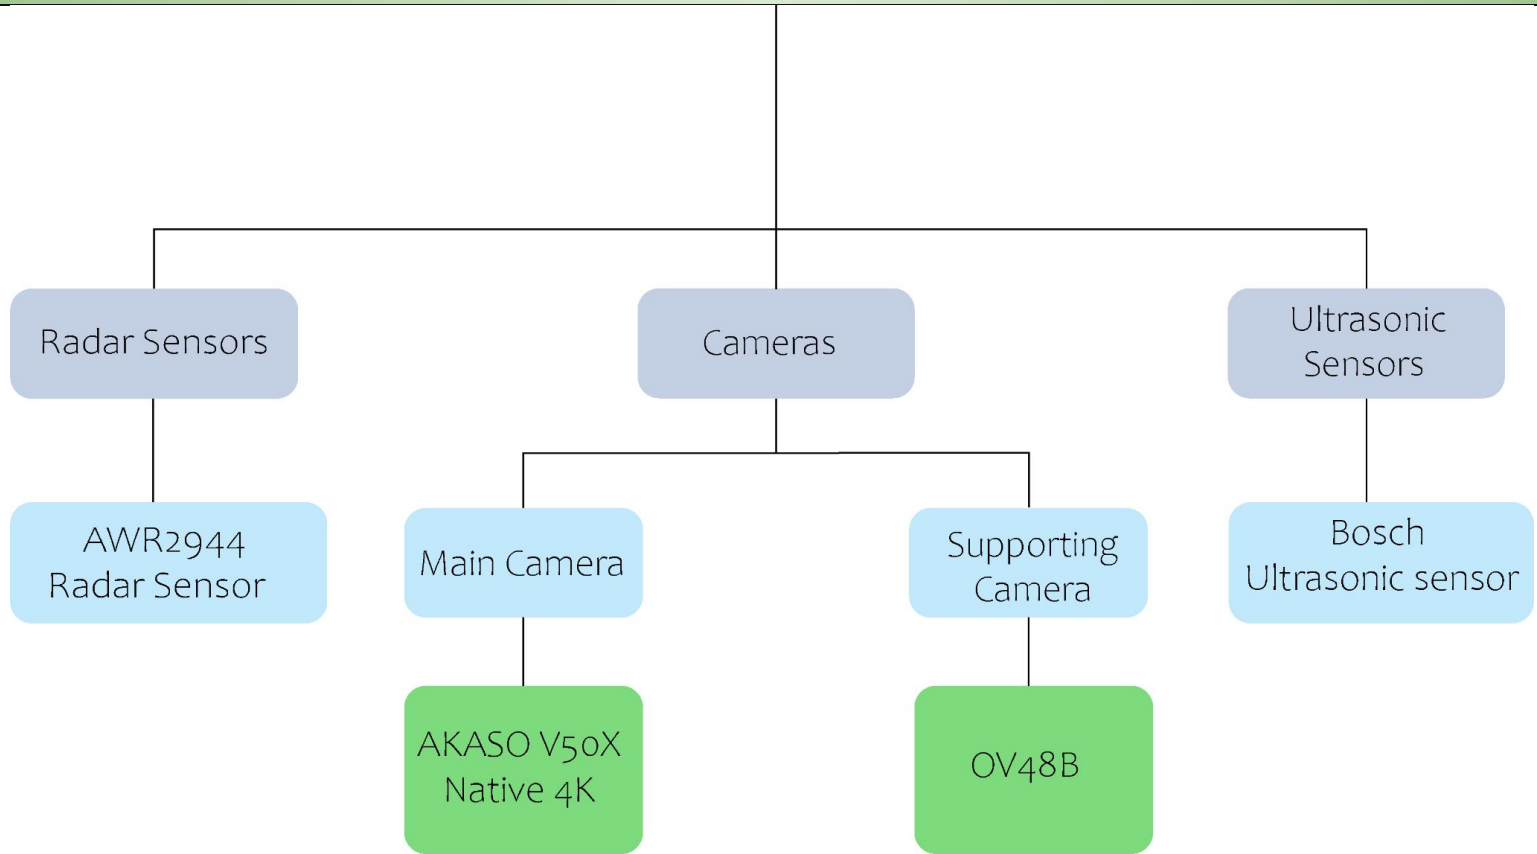 Radar Sensors
Cameras
Ultrasonic
Sensors
AWR2944
Radar Sensor
Main Camera
Supporting
Camera
Bosch
Ultrasonic sensor
AKASO V50X
Native 4K
OV48B